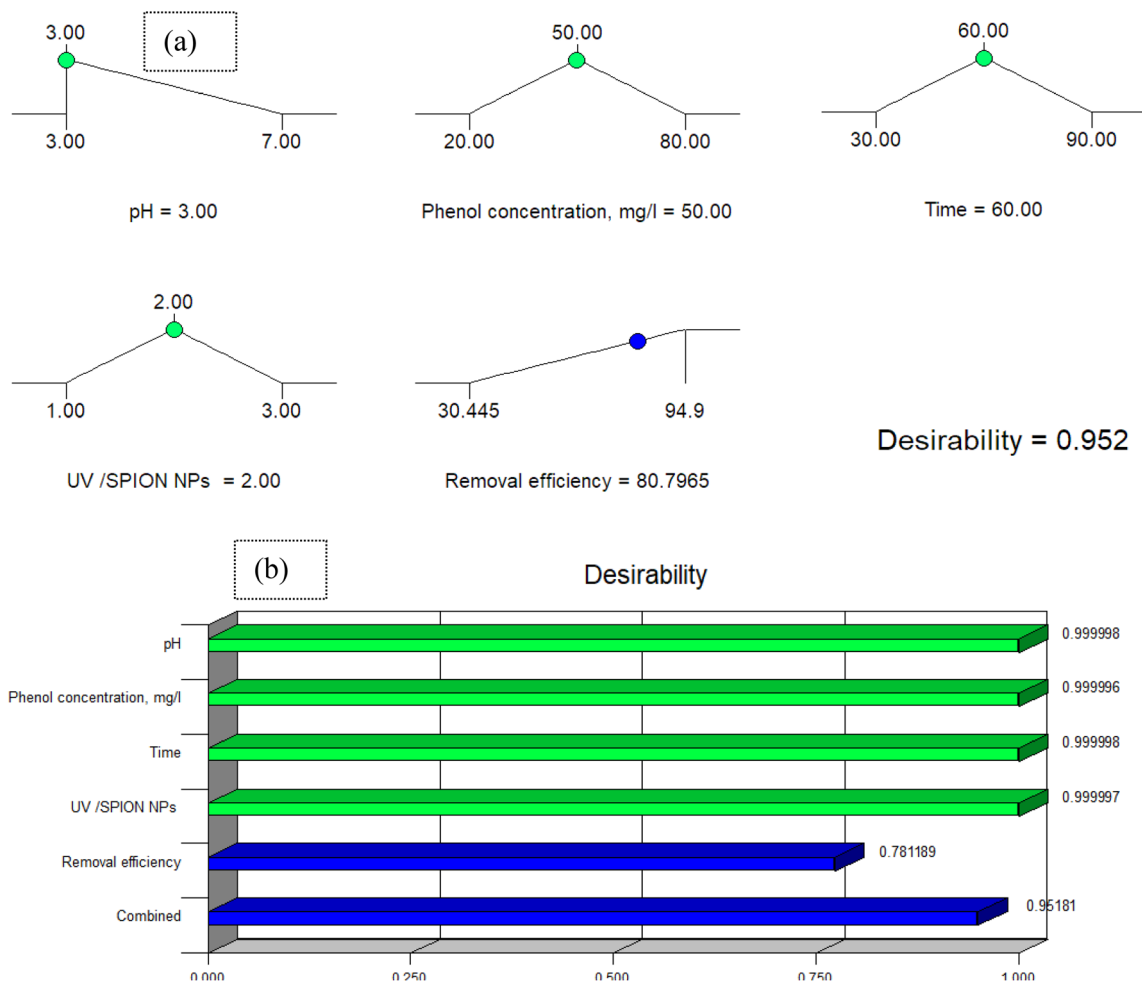 (a)
3.00
3.00 7.00
pH = 3.00
50.00
20.00 80.00
Phenol concentration, mg/l = 50.00
60.00
30.00 90.00
Time = 60.00
2.00
1.00 3.00
UV /SPION NPs = 2.00
30.445 94.9
Removal efficiency = 80.7965
Desirability = 0.952
(b)
Desirability
pH 0.999998
Phenol concentration, mg/l 0.999996
Time 0.999998
UV /SPION NPs 0.999997
Removal efficiency 0.781189
Combined 0.95181
0.000 0.250 0.500 0.750 1.000